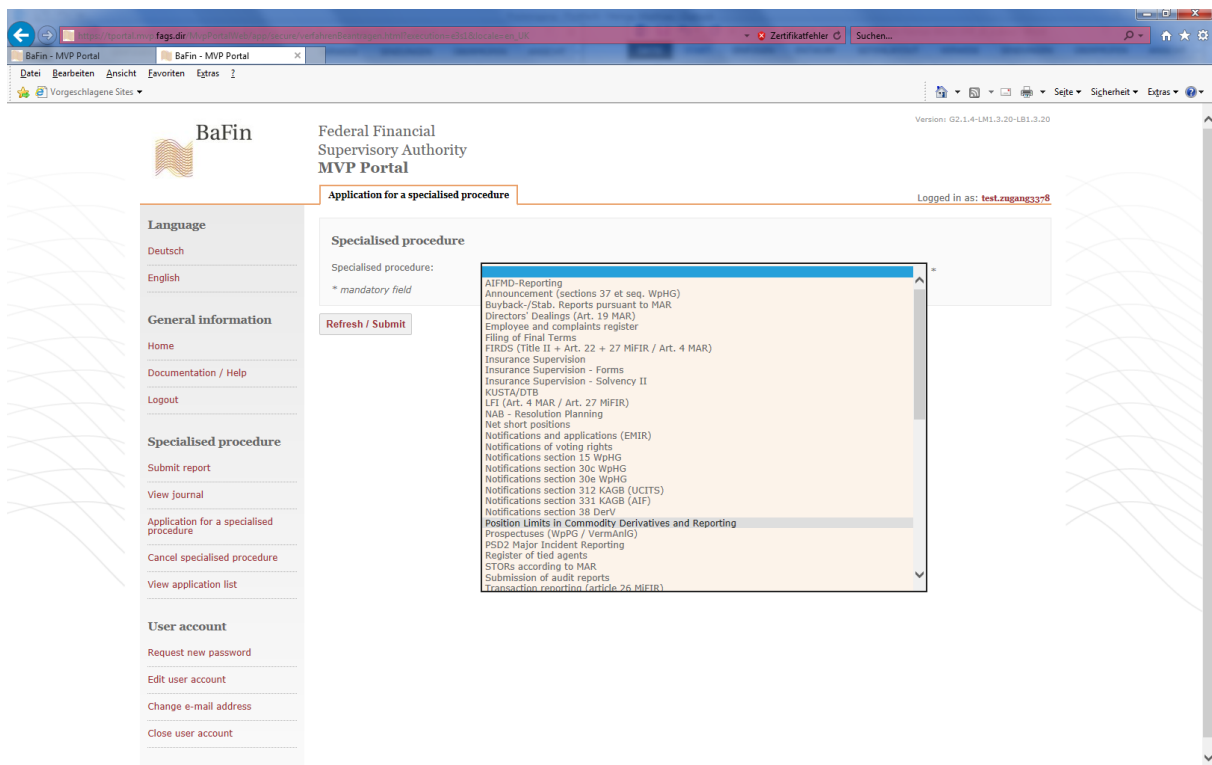 fags.dir
Zertifikatfehler
Suchen...
BaFin - MVP Portal
BaFin - MVP Portal
Datei Bearbeiten Ansicht Favoriten Extras ?
Vorgeschlagene Sites
Seite Sicherheit Extras
Version: G2.1.4-LM1.3.20-LB1.3.20
BaFin
Federal Financial
Supervisory Authority
MVP Portal
Application for a specialised procedure
Logged in as: test.zugang3378
Language
Deutsch
English
General information
Home
Documentation / Help
Logout
Specialised procedure
Submit report
View journal
Application for a specialised
procedure
Cancel specialised procedure
View application list
User account
Request new password
Edit user account
Change e-mail address
Close user account
Specialised procedure
Specialised procedure:
*
* mandatory field
Refresh / Submit
AIFMD-Reporting
Announcement (sections 37 et seq. WpHG)
Buyback-/Stab. Reports pursuant to MAR
Directors' Dealings (Art. 19 MAR)
Employee and complaints register
Filing of Final Terms
FIRDS (Title II + Art. 22 + 27 MiFIR / Art. 4 MAR)
Insurance Supervision
Insurance Supervision - Forms
Insurance Supervision - Solvency II
KUSTA/DTB
LFI (Art. 4 MAR / Art. 27 MiFIR)
NAB - Resolution Planning
Net short positions
Notifications and applications (EMIR)
Notifications of voting rights
Notifications section 15 WpHG
Notifications section 30c WpHG
Notifications section 30e WpHG
Notifications section 312 KAGB (UCITS)
Notifications section 331 KAGB (AIF)
Notifications section 38 DerV
Position Limits in Commodity Derivatives and Reporting
Prospectuses (WpPG / VermAnlG)
PSD2 Major Incident Reporting
Register of tied agents
STORs according to MAR
Submission of audit reports
Transaction reporting (article 26 MiFIR)